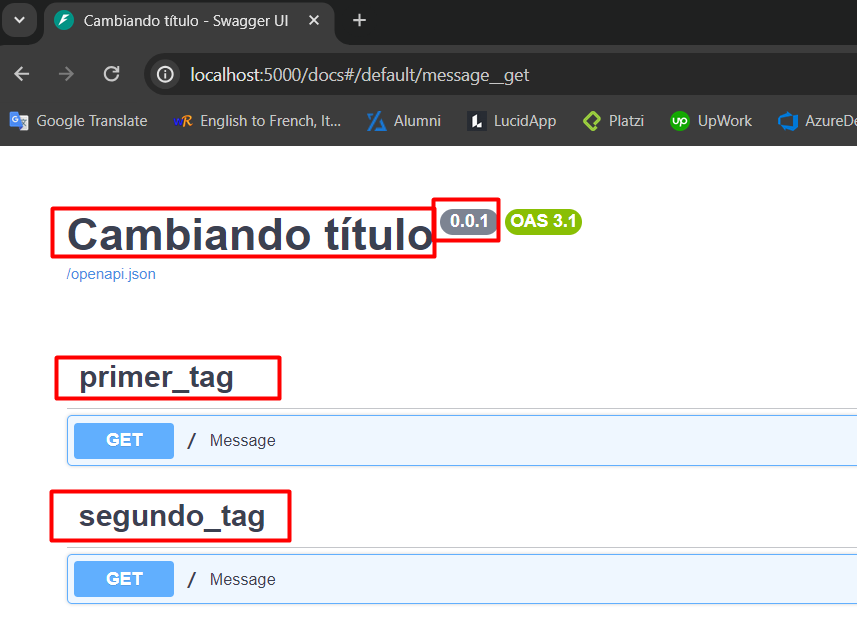 Cambiando título - Swagger UI
localhost:5000/docs#/default/message__get
Google Translate
English to French, It...
Alumni
LucidApp
Platzi
up
UpWork
AzureDe
Cambiando título 0.0.1 OAS 3.1
/openapi.json
primer_tag
GET / Message
segundo_tag
GET / Message